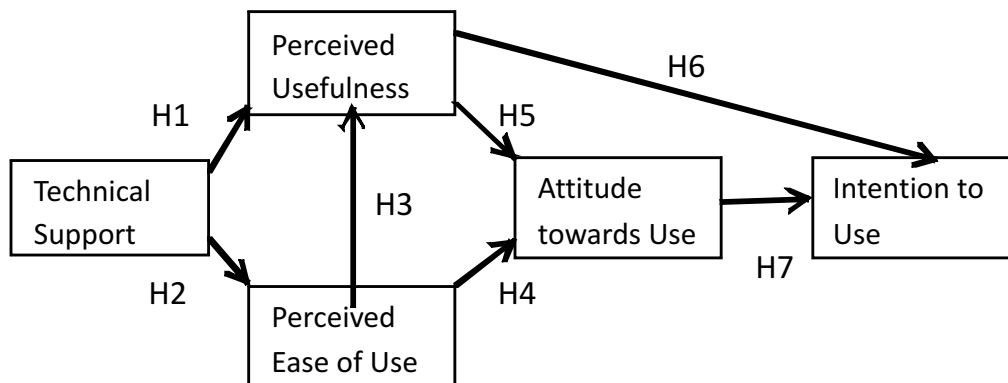 Perceived
Usefulness
H6
H1
H5
Technical
Support
H3
Attitude
towards Use
Intention to
Use
H2
H4
H7
Perceived
Ease of Use